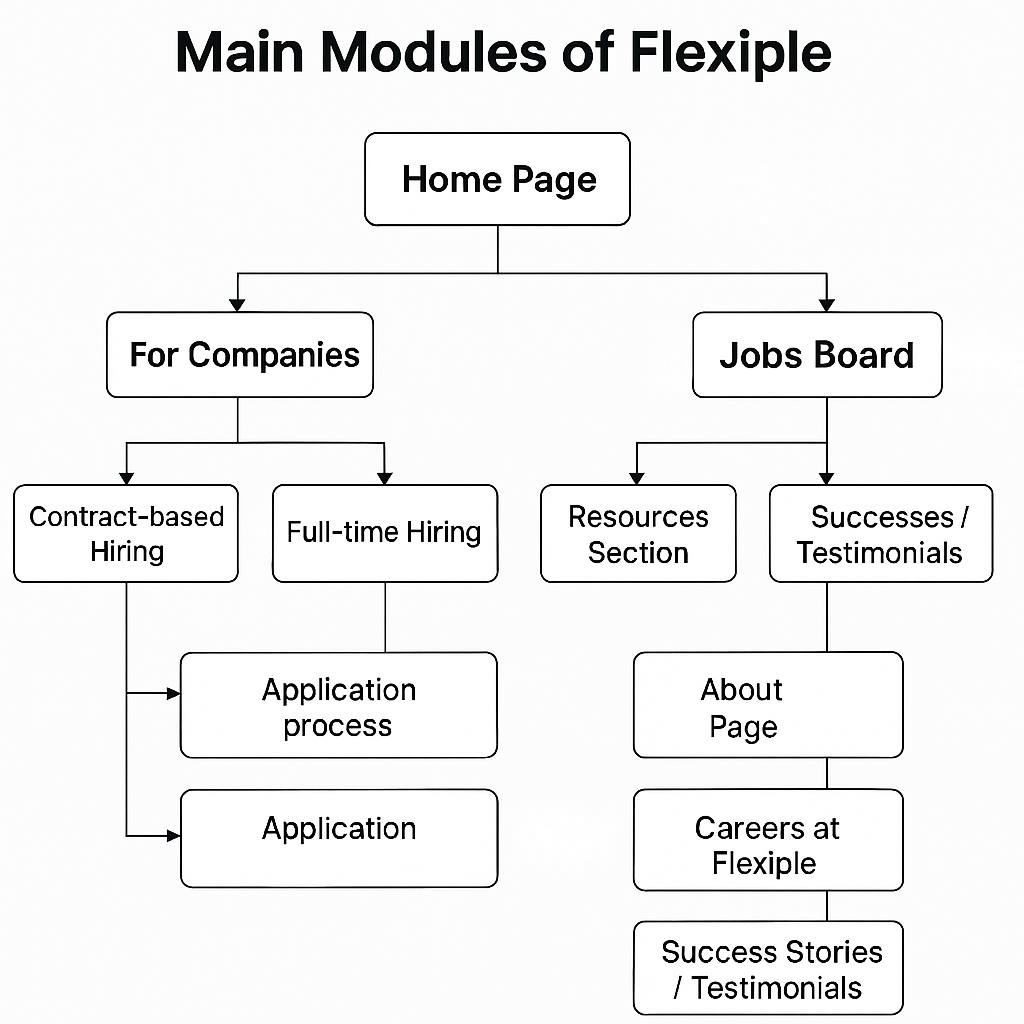 Main Modules of Flexiple
Home Page
For Companies
Jobs Board
Contract-based
Hiring
Full-time Hiring
Resources
Section
Successes /
Testimonials
Application
process
About
Page
Application
Careers at
Flexiple
Success Stories
/ Testimonials